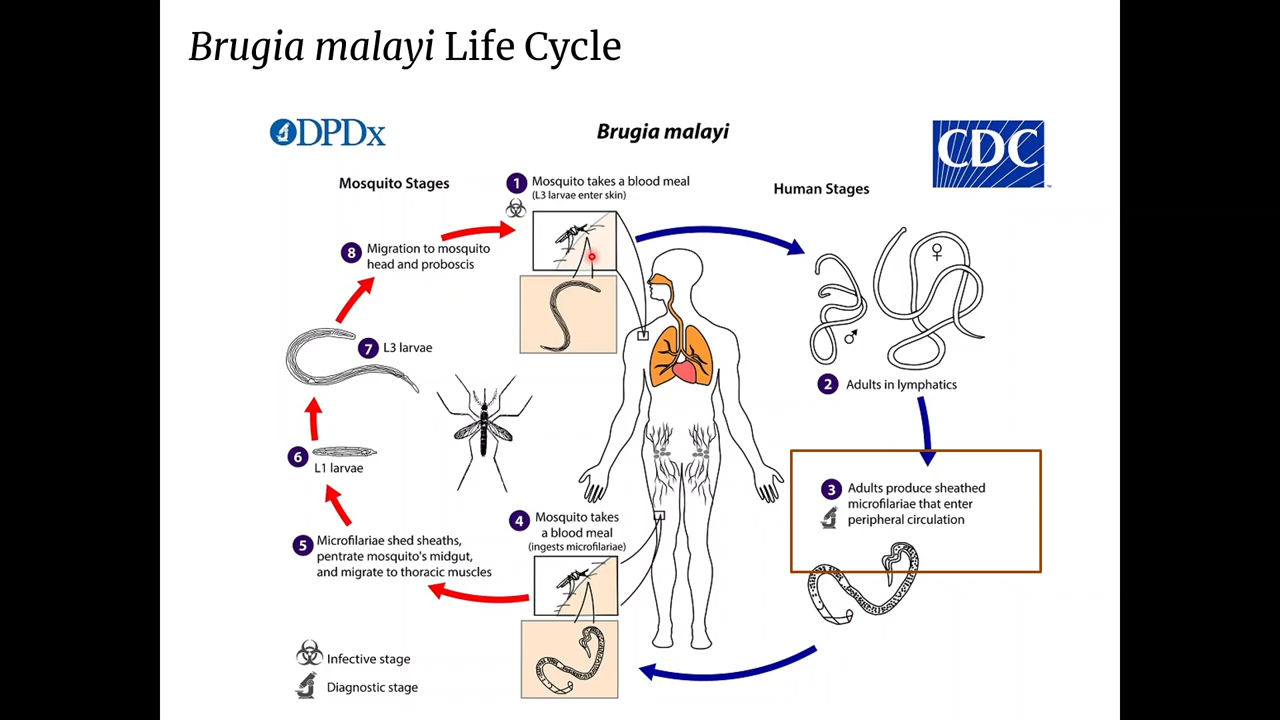 Brugia malayi Life Cycle
DPDx
Brugia malayi
CDC
Mosquito Stages
Human Stages
1 Mosquito takes a blood meal
(L3 larvae enter skin)
8 Migration to mosquito
head and proboscis
♀
♂
7 L3 larvae
2 Adults in lymphatics
6
L1 larvae
3 Adults produce sheathed
microfilariae that enter
peripheral circulation
4 Mosquito takes
a blood meal
(ingests microfilariae)
5 Microfilariae shed sheaths,
pentrate mosquito's midgut,
and migrate to thoracic muscles
Infective stage
Diagnostic stage